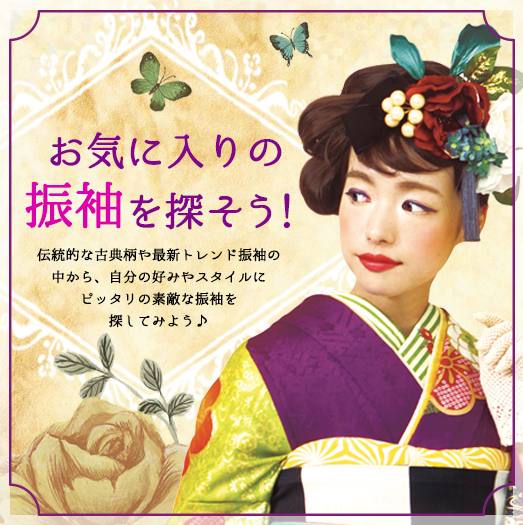 お気に入りの
振袖を探そう!
伝統的な古典柄や最新トレンド振袖の
中から、自分の好みやスタイルに
ピッタリの素敵な振袖を
探してみよう♪